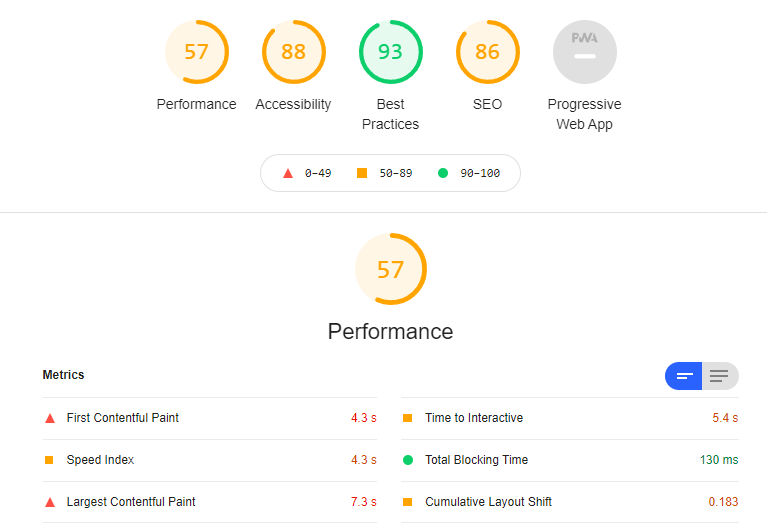 57 88 93 86 PWA
Performance Accessibility Best Practices SEO Progressive Web App
0–49 50–89 90–100
57
Performance
Metrics
First Contentful Paint 4.3 s
Time to Interactive 5.4 s
Speed Index 4.3 s
Total Blocking Time 130 ms
Largest Contentful Paint 7.3 s
Cumulative Layout Shift 0.183